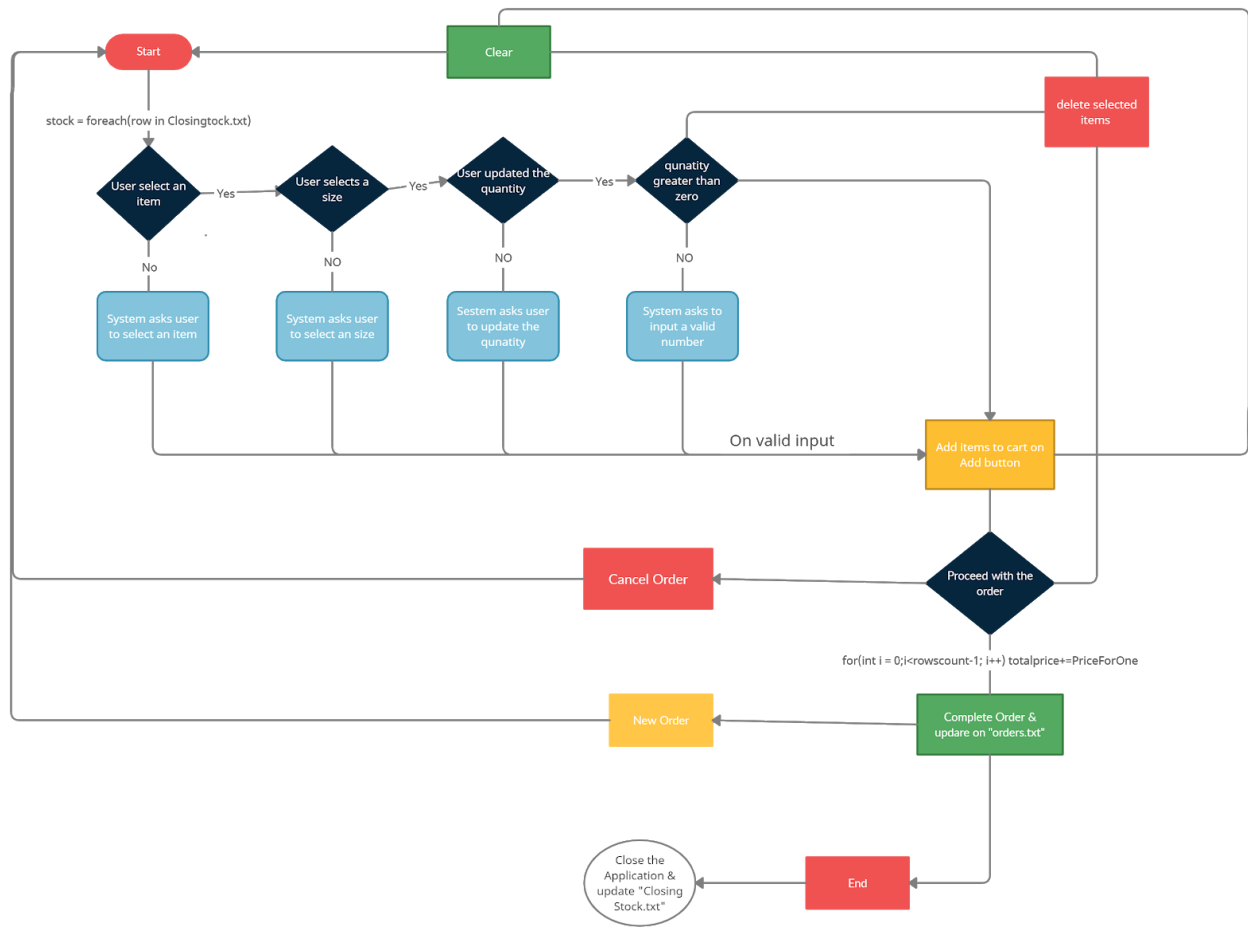 Start
Clear
delete selected
items
stock = foreach(row in Closingtock.txt)
User select an
item
Yes
User selects a
size
Yes
User updated the
quantity
Yes
qunatity
greater than
zero
No
NO
NO
NO
System asks user
to select an item
System asks user
to select an size
Sestem asks user
to update the
qunatity
System asks to
input a valid
number
On valid input
Add items to cart on
Add button
Cancel Order
Proceed with the
order
for(int i = 0;i<rowscount-1; i++) totalprice+=PriceForOne
New Order
Complete Order &
updare on "orders.txt"
Close the
Application &
update "Closing
Stock.txt"
End